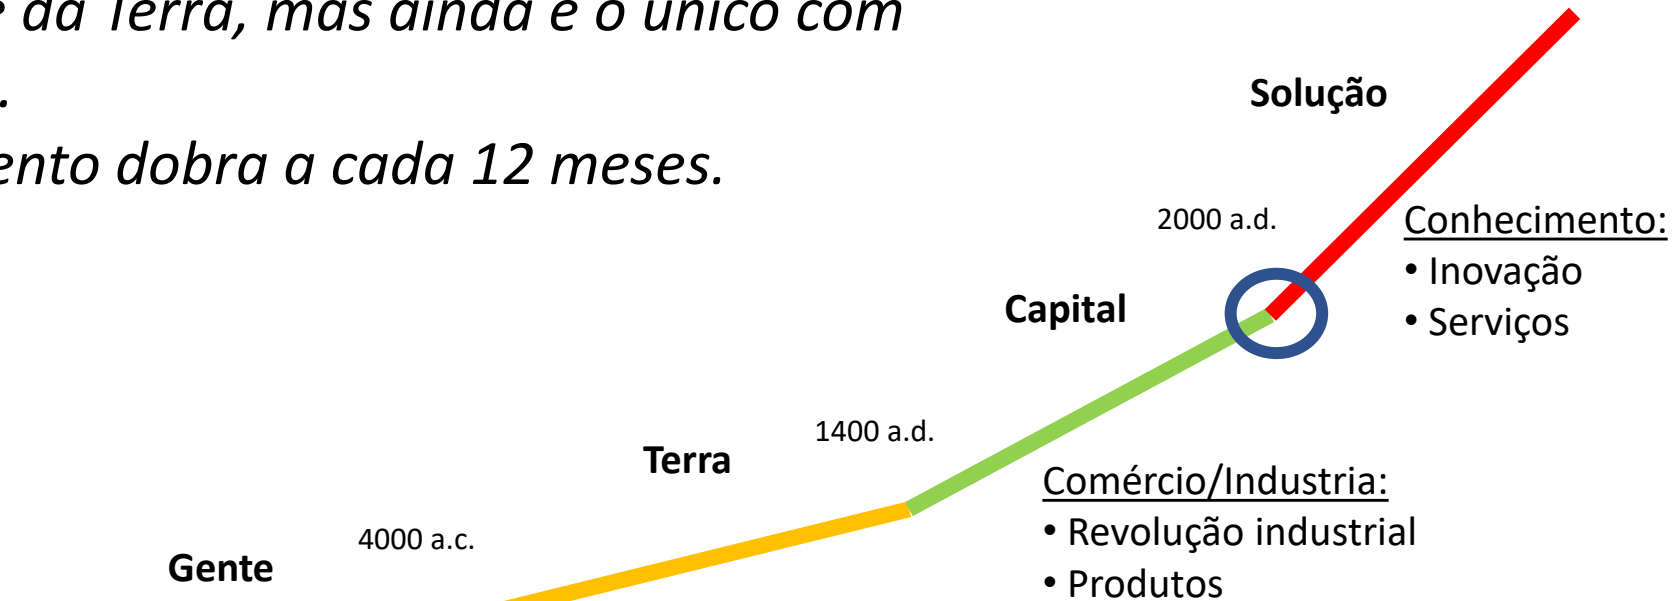 da Terra, mas ainda é o único com
.
ento dobra a cada 12 meses.
Solução
2000 a.d.
Conhecimento:
• Inovação
• Serviços
Capital
1400 a.d.
Terra
Comércio/Industria:
• Revolução industrial
• Produtos
4000 a.c.
Gente